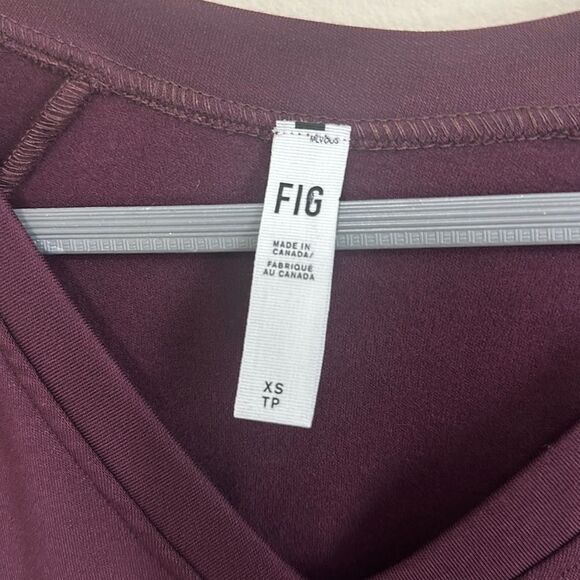 FIG
MADE IN
CANADA/
FABRIQUÉ
AU CANADA
XS
TP